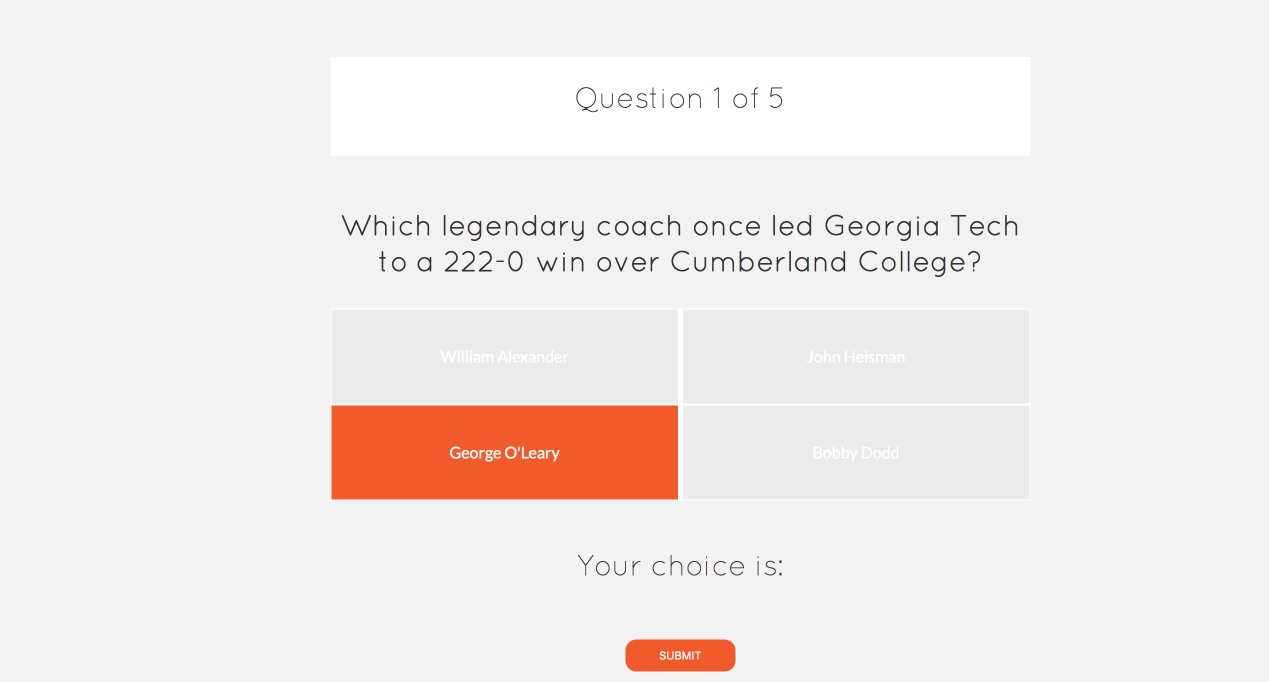 Question 1 of 5
Which legendary coach once led Georgia Tech
to a 222-0 win over Cumberland College?
William Alexander
John Heisman
George O'Leary
Bobby Dodd
Your choice is:
SUBMIT